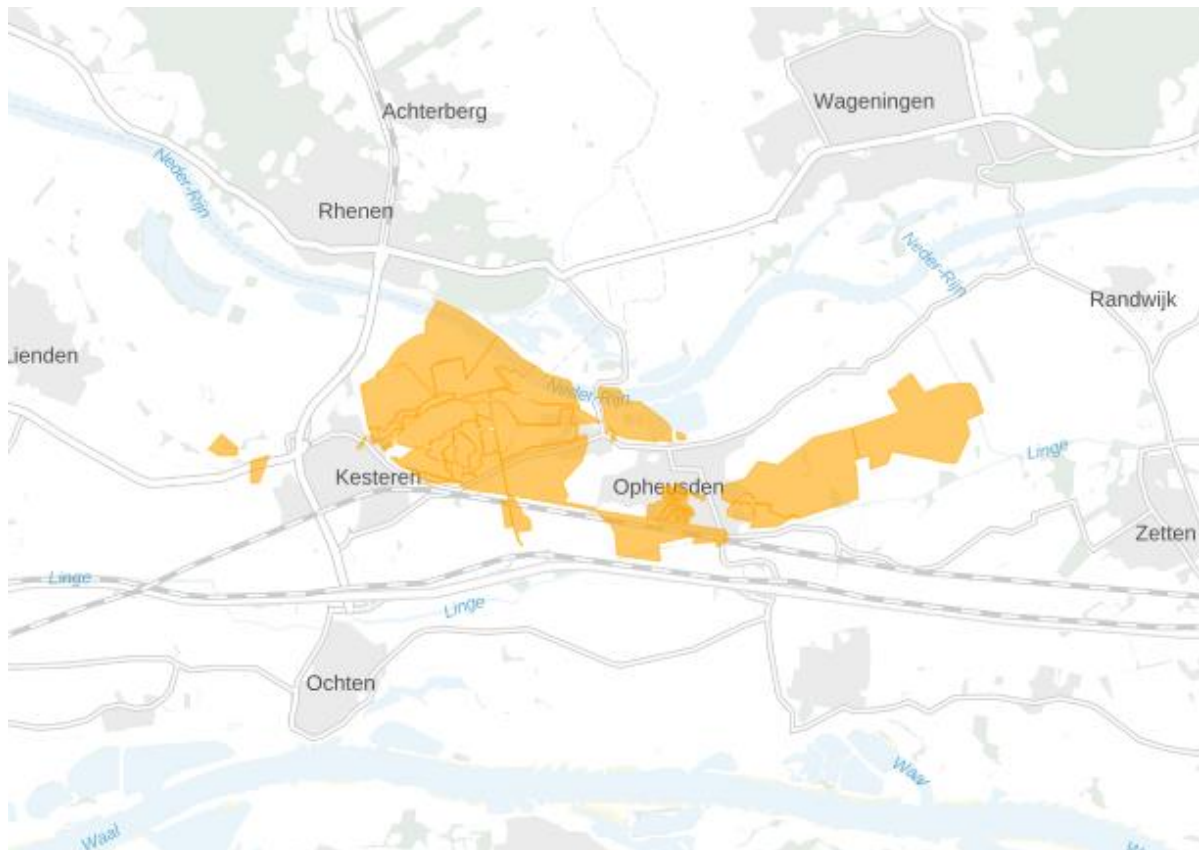 Wageningen
Achterberg
Neder-Rijn
Rhenen
Neder-Rijn
Randwijk
Lienden
Neder-Rijn
Linge
Kesteren
Opheusden
Zetten
Linge
Linge
Ochten
Waal
Waal